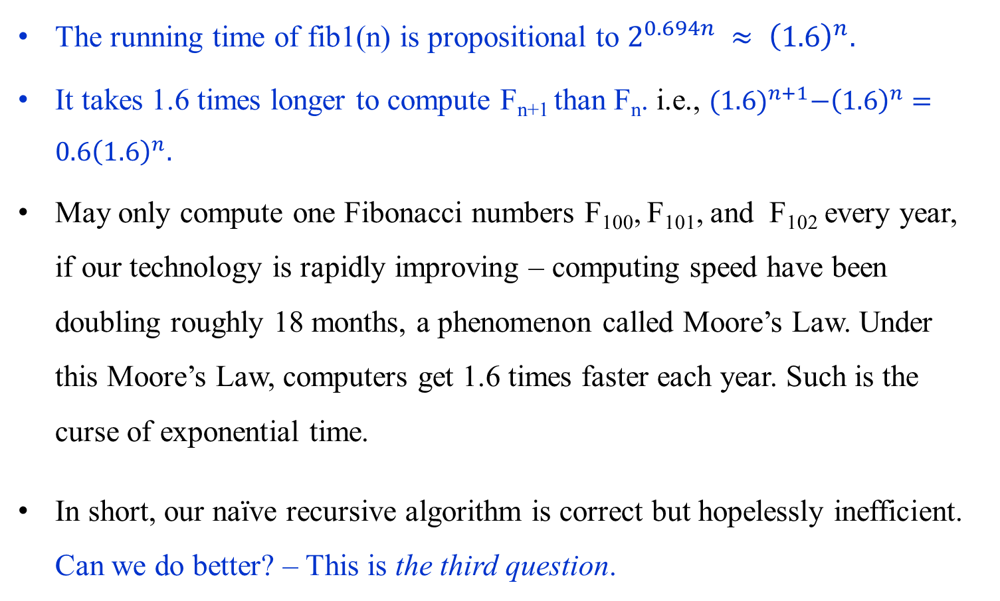 • The running time of fib1(n) is propositional to 2^{0.694n} ≈ (1.6)^n.
• It takes 1.6 times longer to compute F_{n+1} than F_n. i.e., (1.6)^{n+1}−(1.6)^n =
0.6(1.6)^n.
• May only compute one Fibonacci numbers F_{100}, F_{101}, and F_{102} every year,
if our technology is rapidly improving – computing speed have been
doubling roughly 18 months, a phenomenon called Moore’s Law. Under
this Moore’s Law, computers get 1.6 times faster each year. Such is the
curse of exponential time.
• In short, our naïve recursive algorithm is correct but hopelessly inefficient.
Can we do better? – This is the third question.